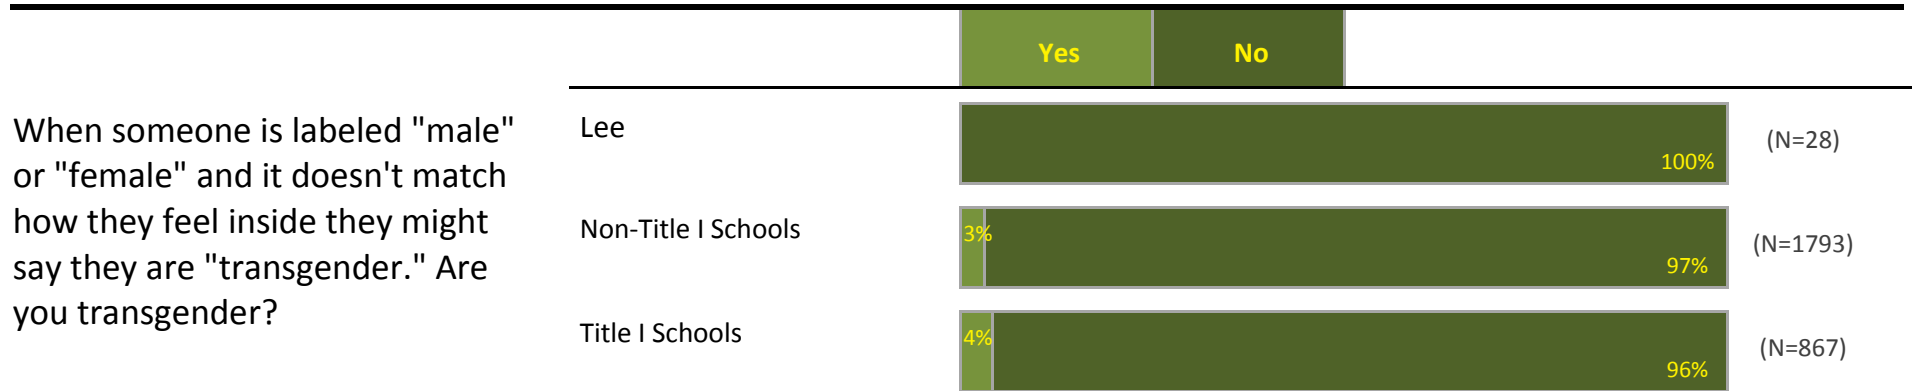 Yes No
When someone is labeled "male"
or "female" and it doesn't match
how they feel inside they might
say they are "transgender." Are
you transgender?
Lee
100%
(N=28)
Non-Title I Schools
3%
97%
(N=1793)
Title I Schools
4%
96%
(N=867)